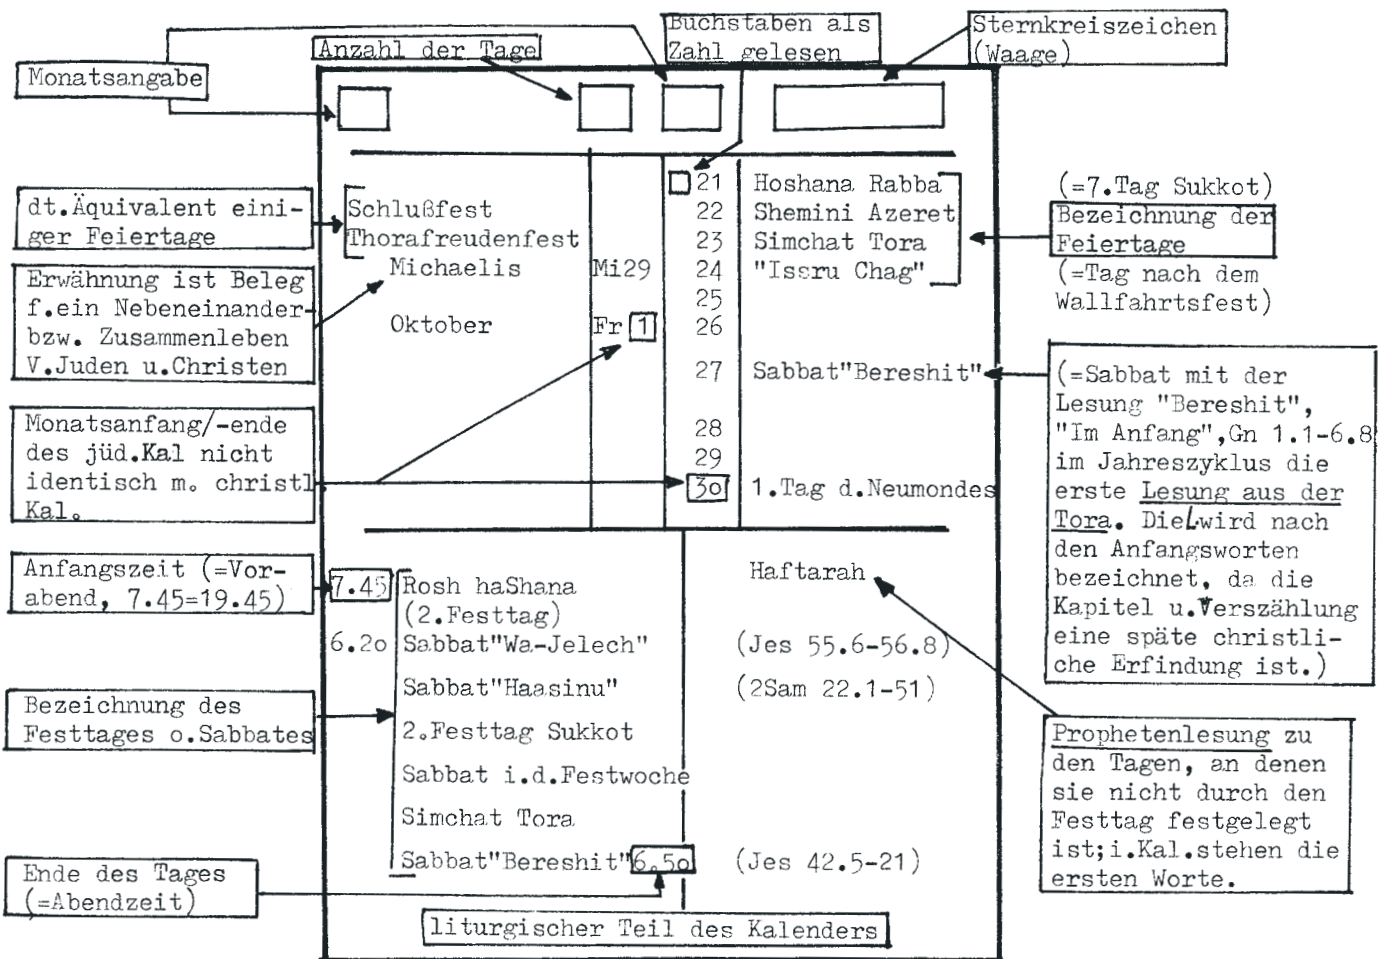 Monatsangabe
Anzahl der Tage
Buchstaben als
Zahl gelesen
Sternkreiszeichen
(Waage)
dt.Äquivalent eini-
ger Feiertage
Erwähnung ist Beleg
f.ein Nebeneinander-
bzw. Zusammenleben
V.Juden u.Christen
Monatsanfang/-ende
des jüd.Kal nicht
identisch m. christl
Kal.
Anfangszeit (=Vor-
abend, 7.45=19.45)
Bezeichnung des
Festtages o.Sabbates
Ende des Tages
(=Abendzeit)
Schlußfest
Thorafreudenfest
Michaelis Mi29
Oktober Fr 1
21 Hoshana Rabba
22 Shemini Azeret
23 Simchat Tora
24 "Issru Chag"
25
26
27 Sabbat"Bereshit"
28
29
30 1.Tag d.Neumondes
7.45 Rosh haShana
(2.Festtag)
6.20 Sabbat"Wa-Jelech"
Sabbat"Haasinu"
2.Festtag Sukkot
Sabbat i.d.Festwoche
Simchat Tora
Sabbat"Bereshit" 6.50
Haftarah
(Jes 55.6-56.8)
(2Sam 22.1-51)
(Jes 42.5-21)
liturgischer Teil des Kalenders
(=7.Tag Sukkot)
Bezeichnung der
Feiertage
(=Tag nach dem
Wallfahrtsfest)
(=Sabbat mit der
Lesung "Bereshit",
"Im Anfang",Gn 1.1-6.8
im Jahreszyklus die
erste Lesung aus der
Tora. Die L wird nach
den Anfangsworten
bezeichnet, da die
Kapitel u.Verszählung
eine späte christli-
che Erfindung ist.)
Prophetenlesung zu
den Tagen, an denen
sie nicht durch den
Festtag festgelegt
ist;i.Kal.stehen die
ersten Worte.